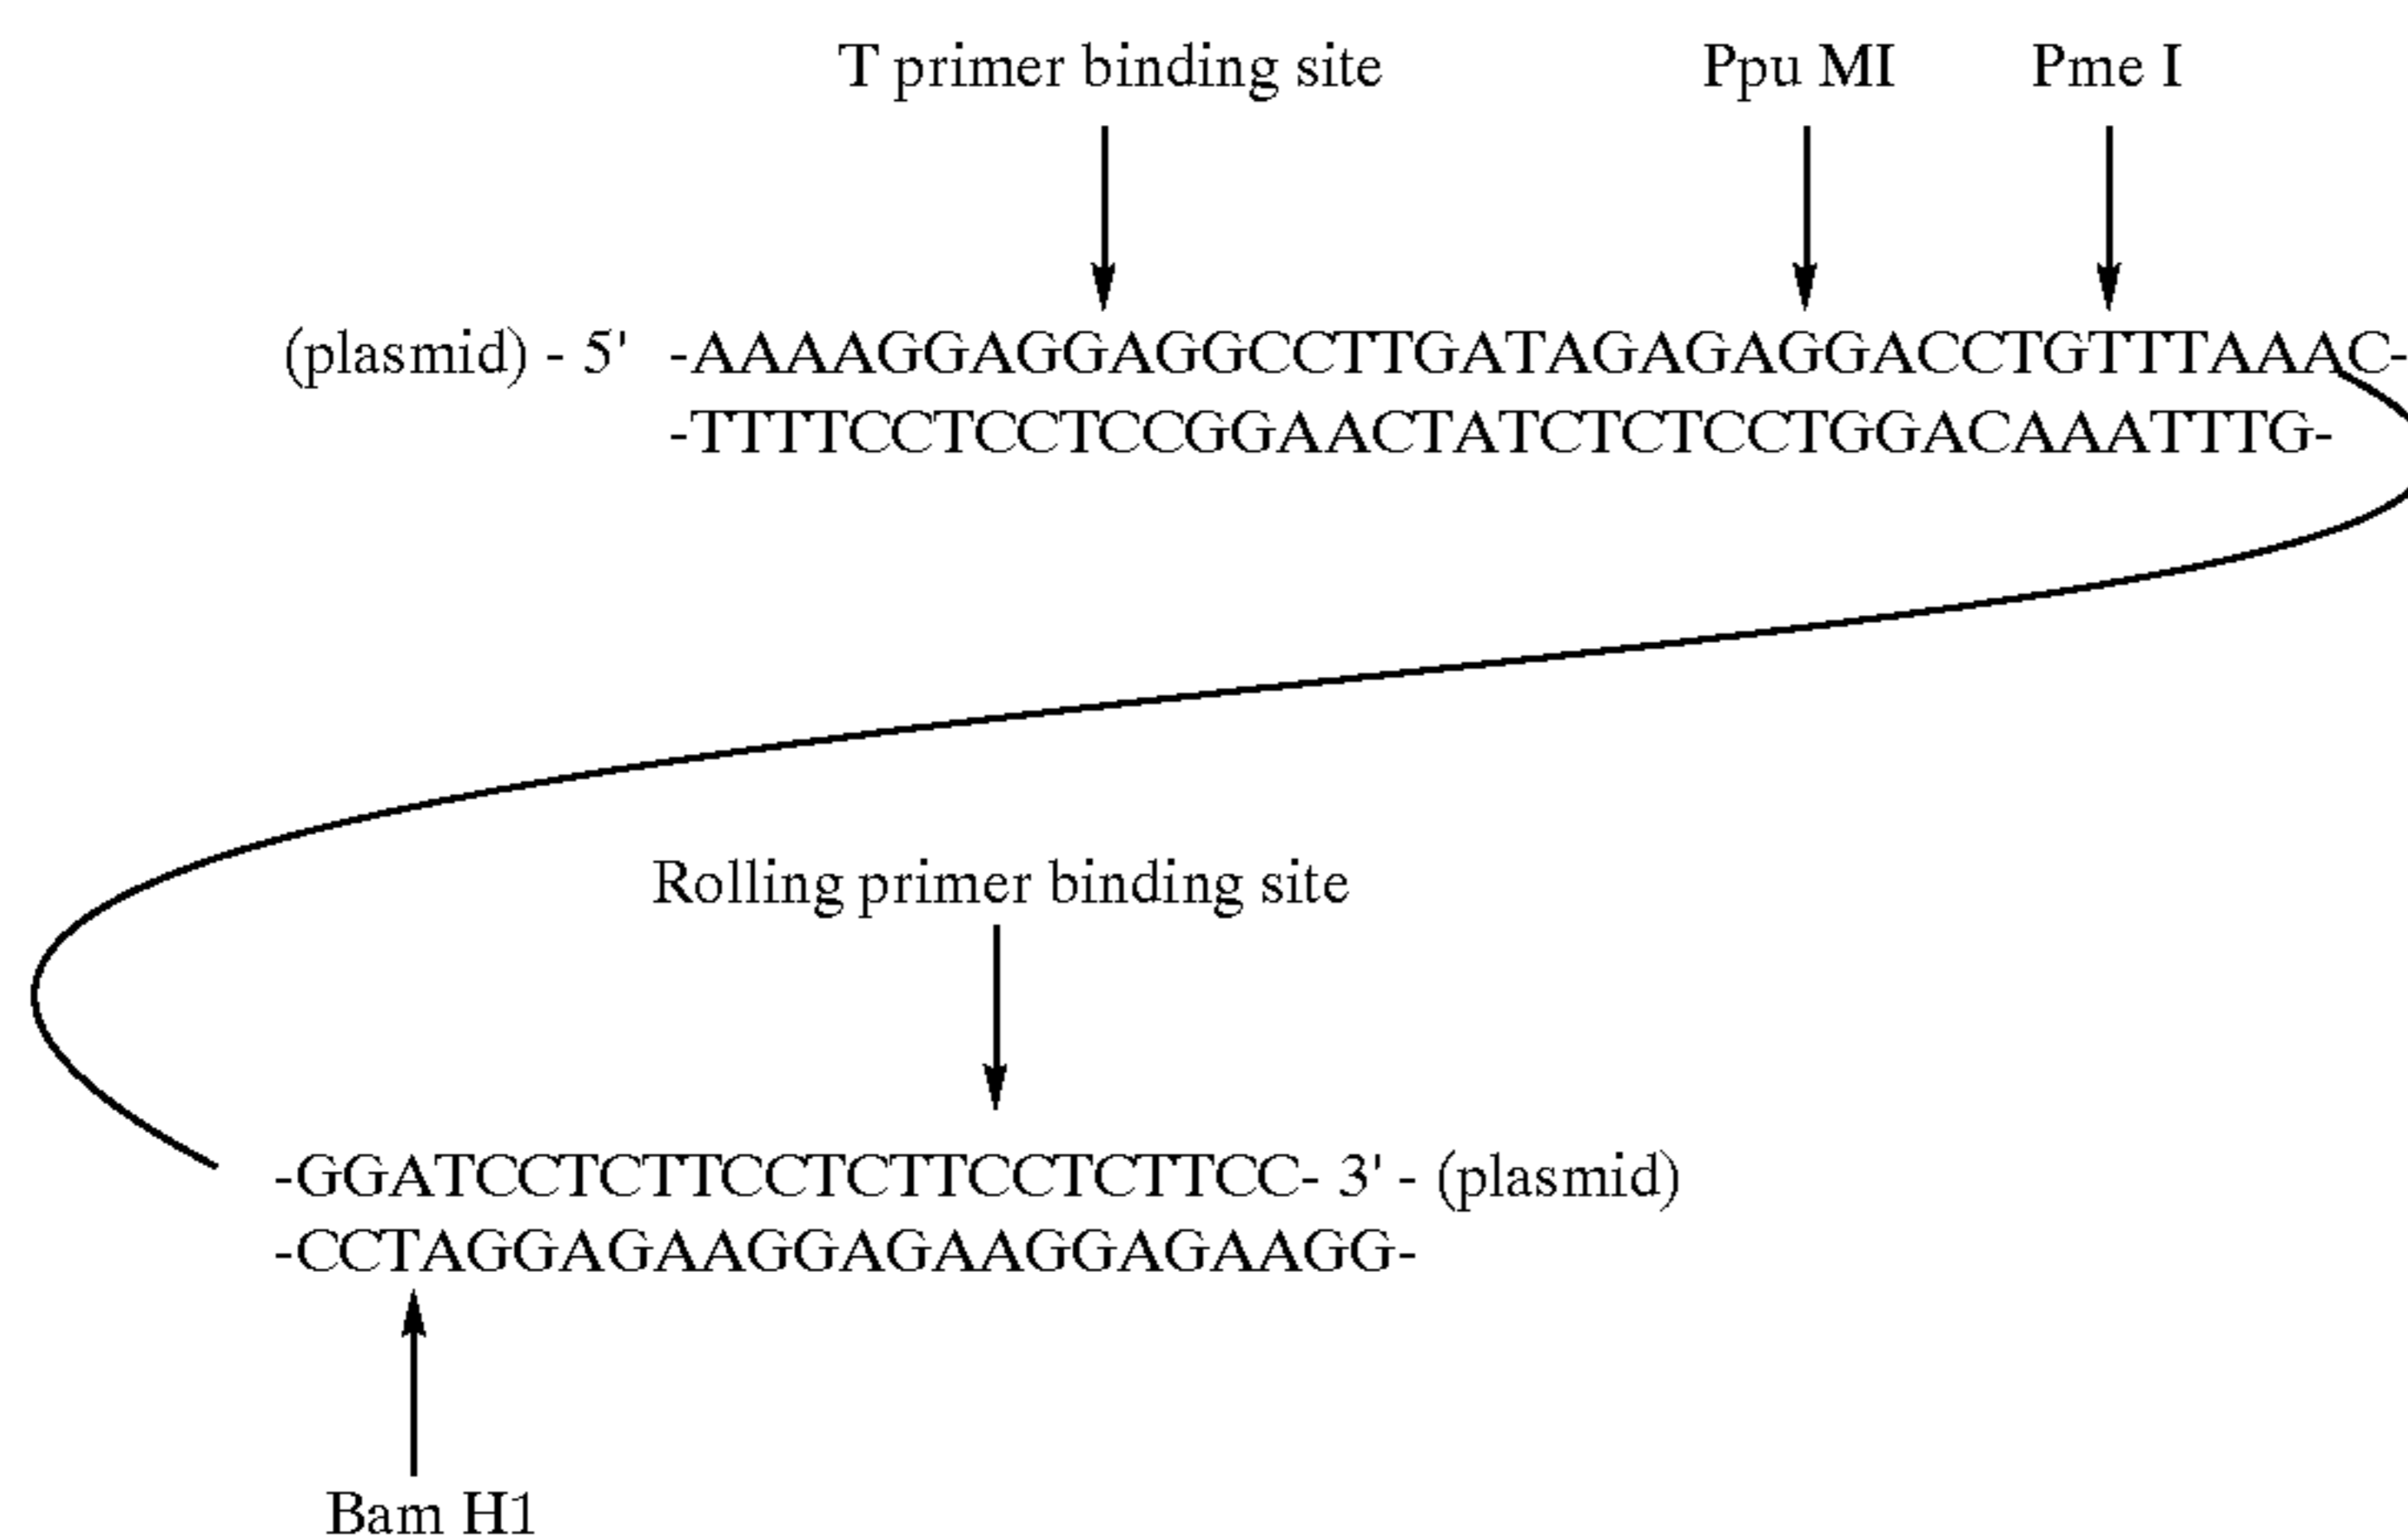 T primer binding site Ppu MI Pme I
(plasmid) - 5' -AAAAGGAGGAGGCCTTGATAGAGAGGACCTGTTTAAAC-
-TTTTCCTCCTCCGGAACTATCTCTCCTGGACAAATTTG-
Rolling primer binding site
-GGATCCTCTTCCTCTTCCTCTTCC- 3' - (plasmid)
-CCTAGGAGAAGGAGAAGGAGAAGG-
Bam H1